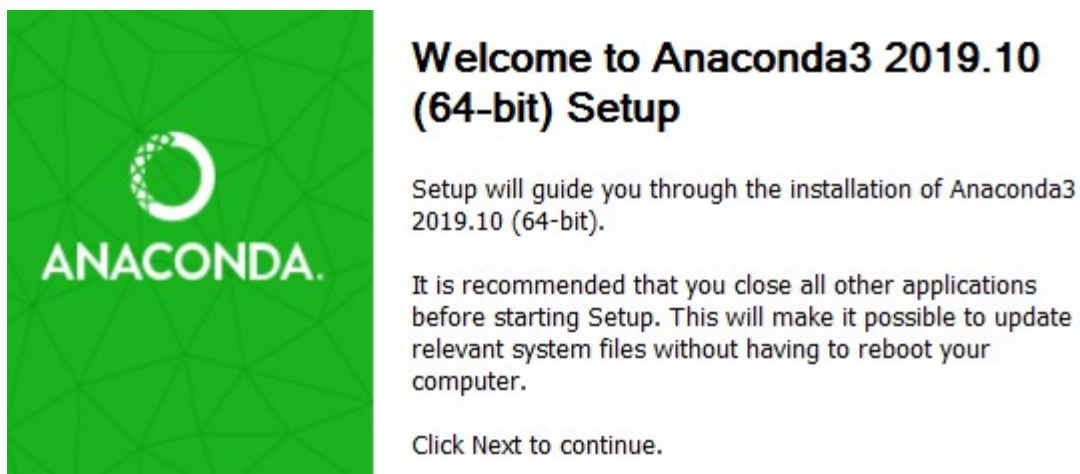 ANACONDA.
Welcome to Anaconda3 2019.10
(64-bit) Setup
Setup will guide you through the installation of Anaconda3
2019.10 (64-bit).
It is recommended that you close all other applications
before starting Setup. This will make it possible to update
relevant system files without having to reboot your
computer.
Click Next to continue.